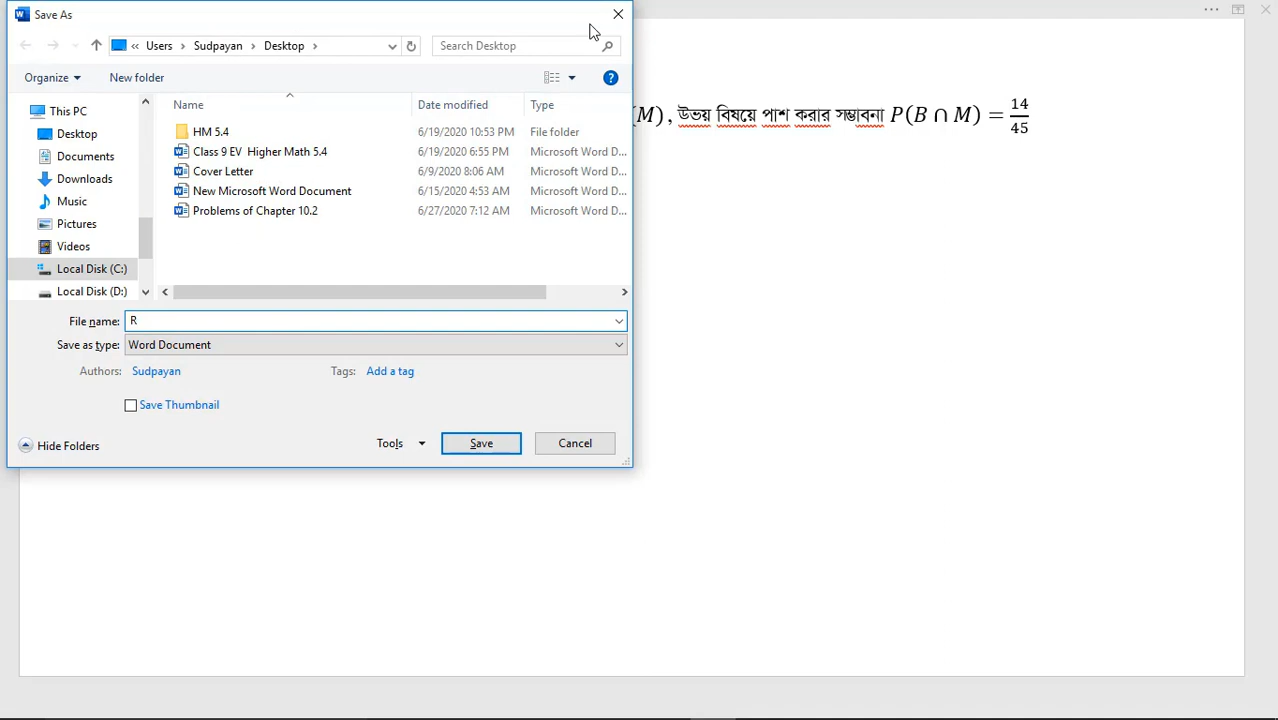 Save As
Users > Sudpayan > Desktop >
Search Desktop
Organize
New folder
This PC
Desktop
Documents
Downloads
Music
Pictures
Videos
Local Disk (C:)
Local Disk (D:)
Name Date modified Type
HM 5.4 6/19/2020 10:53 PM File folder
Class 9 EV Higher Math 5.4 6/19/2020 6:55 PM Microsoft Word D...
Cover Letter 6/9/2020 8:06 AM Microsoft Word D...
New Microsoft Word Document 6/15/2020 4:53 AM Microsoft Word D...
Problems of Chapter 10.2 6/27/2020 7:12 AM Microsoft Word D...
File name: R
Save as type: Word Document
Authors: Sudpayan Tags: Add a tag
Save Thumbnail
Hide Folders
Tools Save Cancel
(M), উভয় বিষয়ে পাশ করার সম্ভাবনা P(B ∩ M) = 14/45